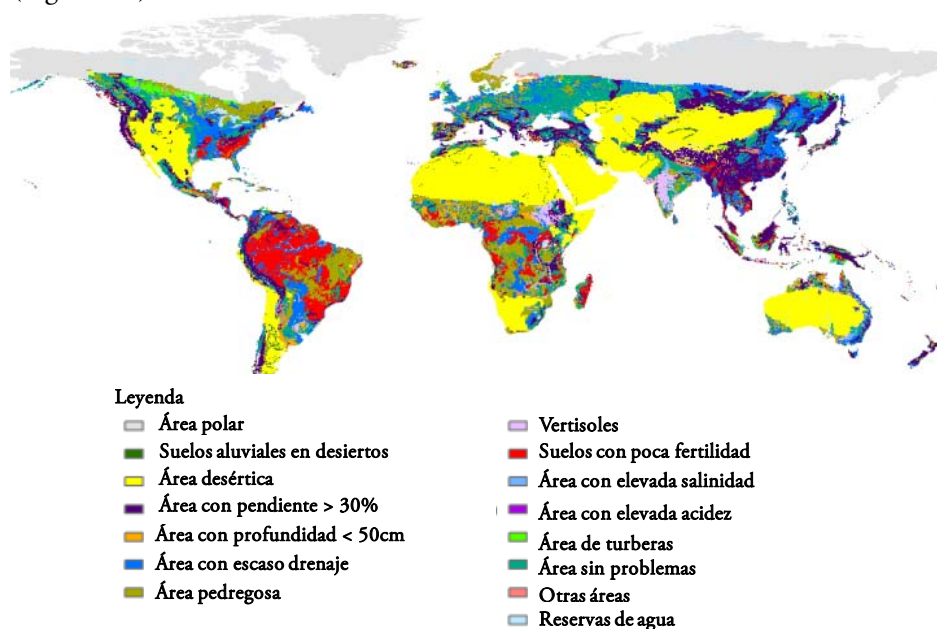 Leyenda
Área polar
Suelos aluviales en desiertos
Área desértica
Área con pendiente > 30%
Área con profundidad < 50cm
Área con escaso drenaje
Área pedregosa
Vertisoles
Suelos con poca fertilidad
Área con elevada salinidad
Área con elevada acidez
Área de turberas
Área sin problemas
Otras áreas
Reservas de agua